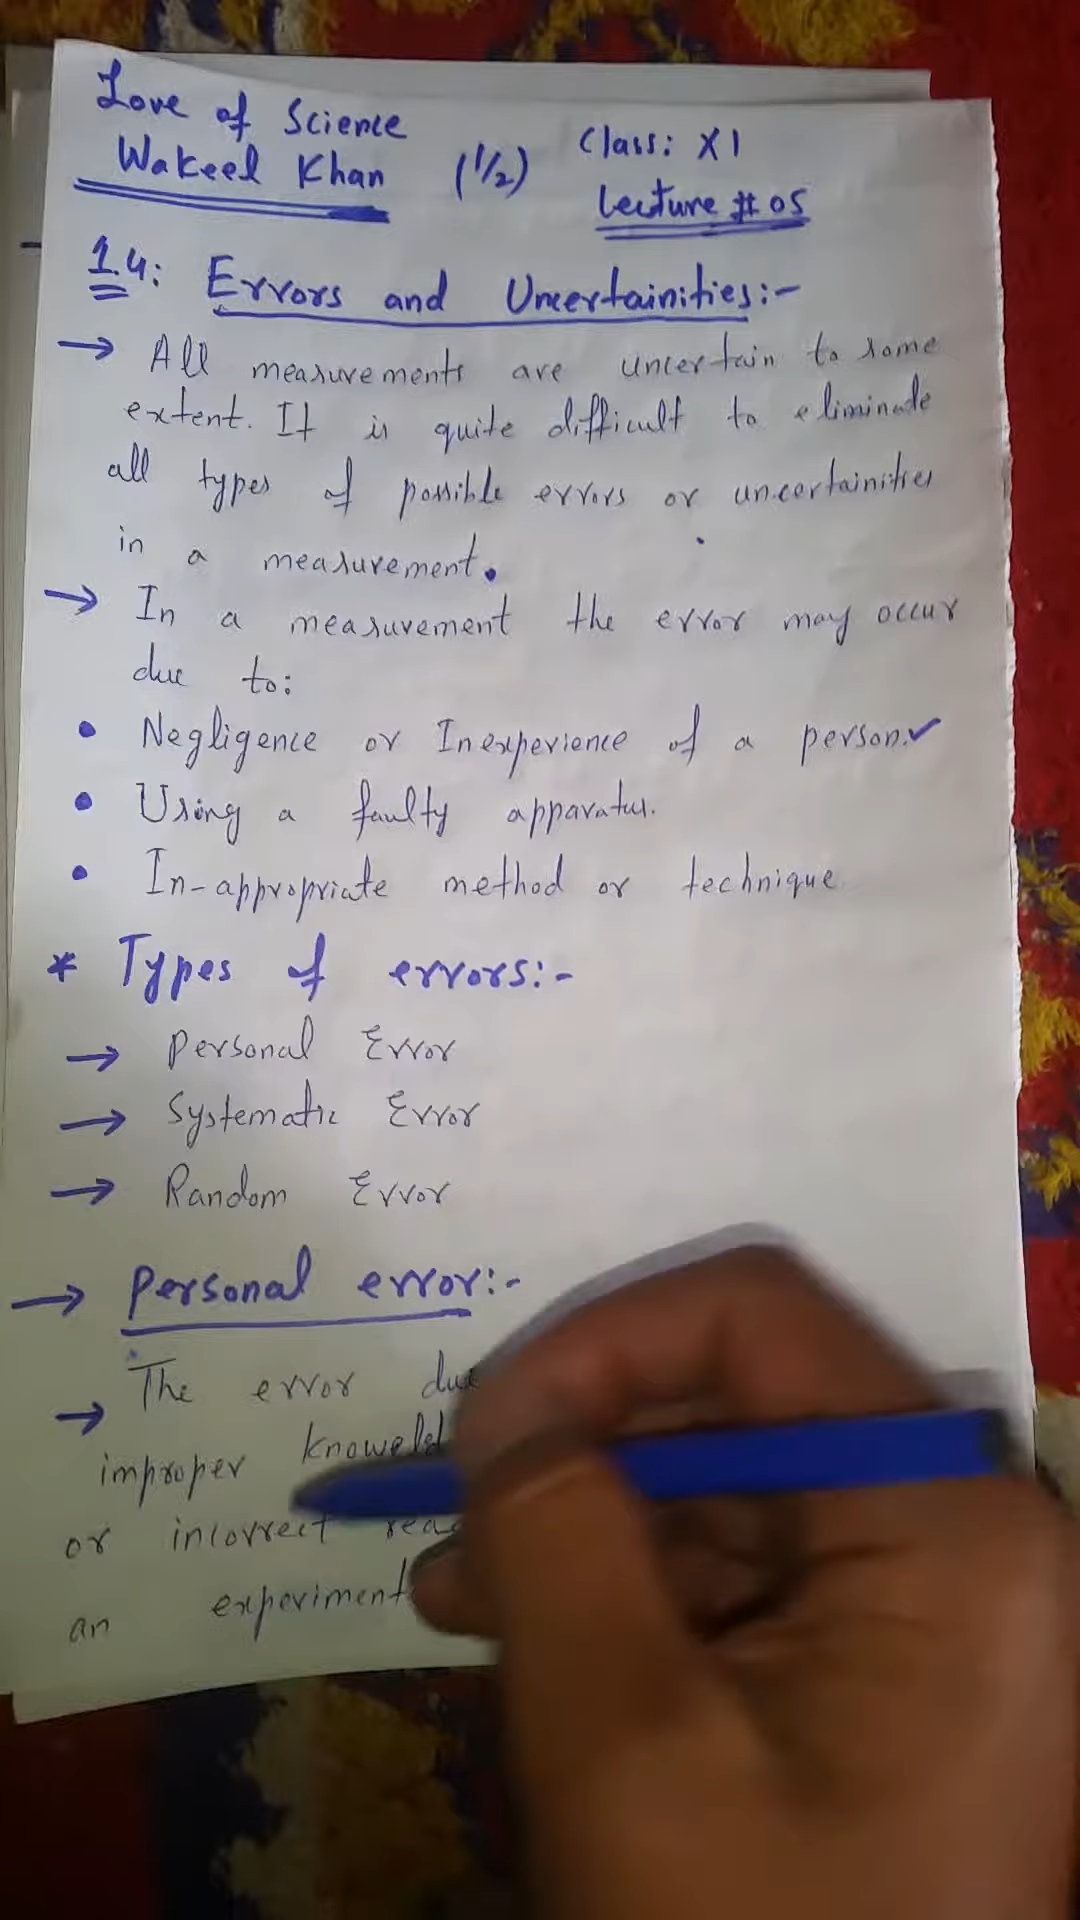 Love of Science
Wakeel Khan (1/2)
Class: XI
Lecture # 05
1.4: Errors and Uncertainities:-
→ All measurements are uncertain to some
extent. It is quite difficult to eliminate
all types of possible errors or uncertainities
in a measurement.
→ In a measurement the error may occur
due to:
• Negligence or Inexperience of a person.✓
• Using a faulty apparatus.
• In-appropriate method or technique
* Types of errors:-
→ Personal Error
→ Systematic Error
→ Random Error
→ Personal error:-
→ The error due
improper
or incorrect
an experiment